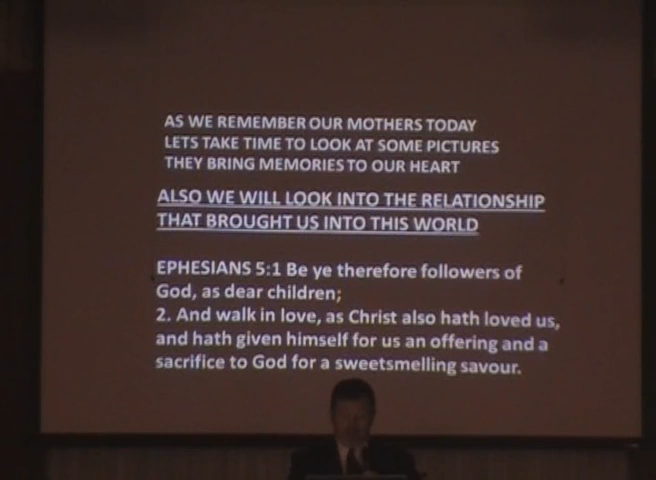 AS WE REMEMBER OUR MOTHERS TODAY
LETS TAKE TIME TO LOOK AT SOME PICTURES
THEY BRING MEMORIES TO OUR HEART
ALSO WE WILL LOOK INTO THE RELATIONSHIP
THAT BROUGHT US INTO THIS WORLD
EPHESIANS 5:1 Be ye therefore followers of
God, as dear children;
2. And walk in love, as Christ also hath loved us,
and hath given himself for us an offering and a
sacrifice to God for a sweetsmelling savour.